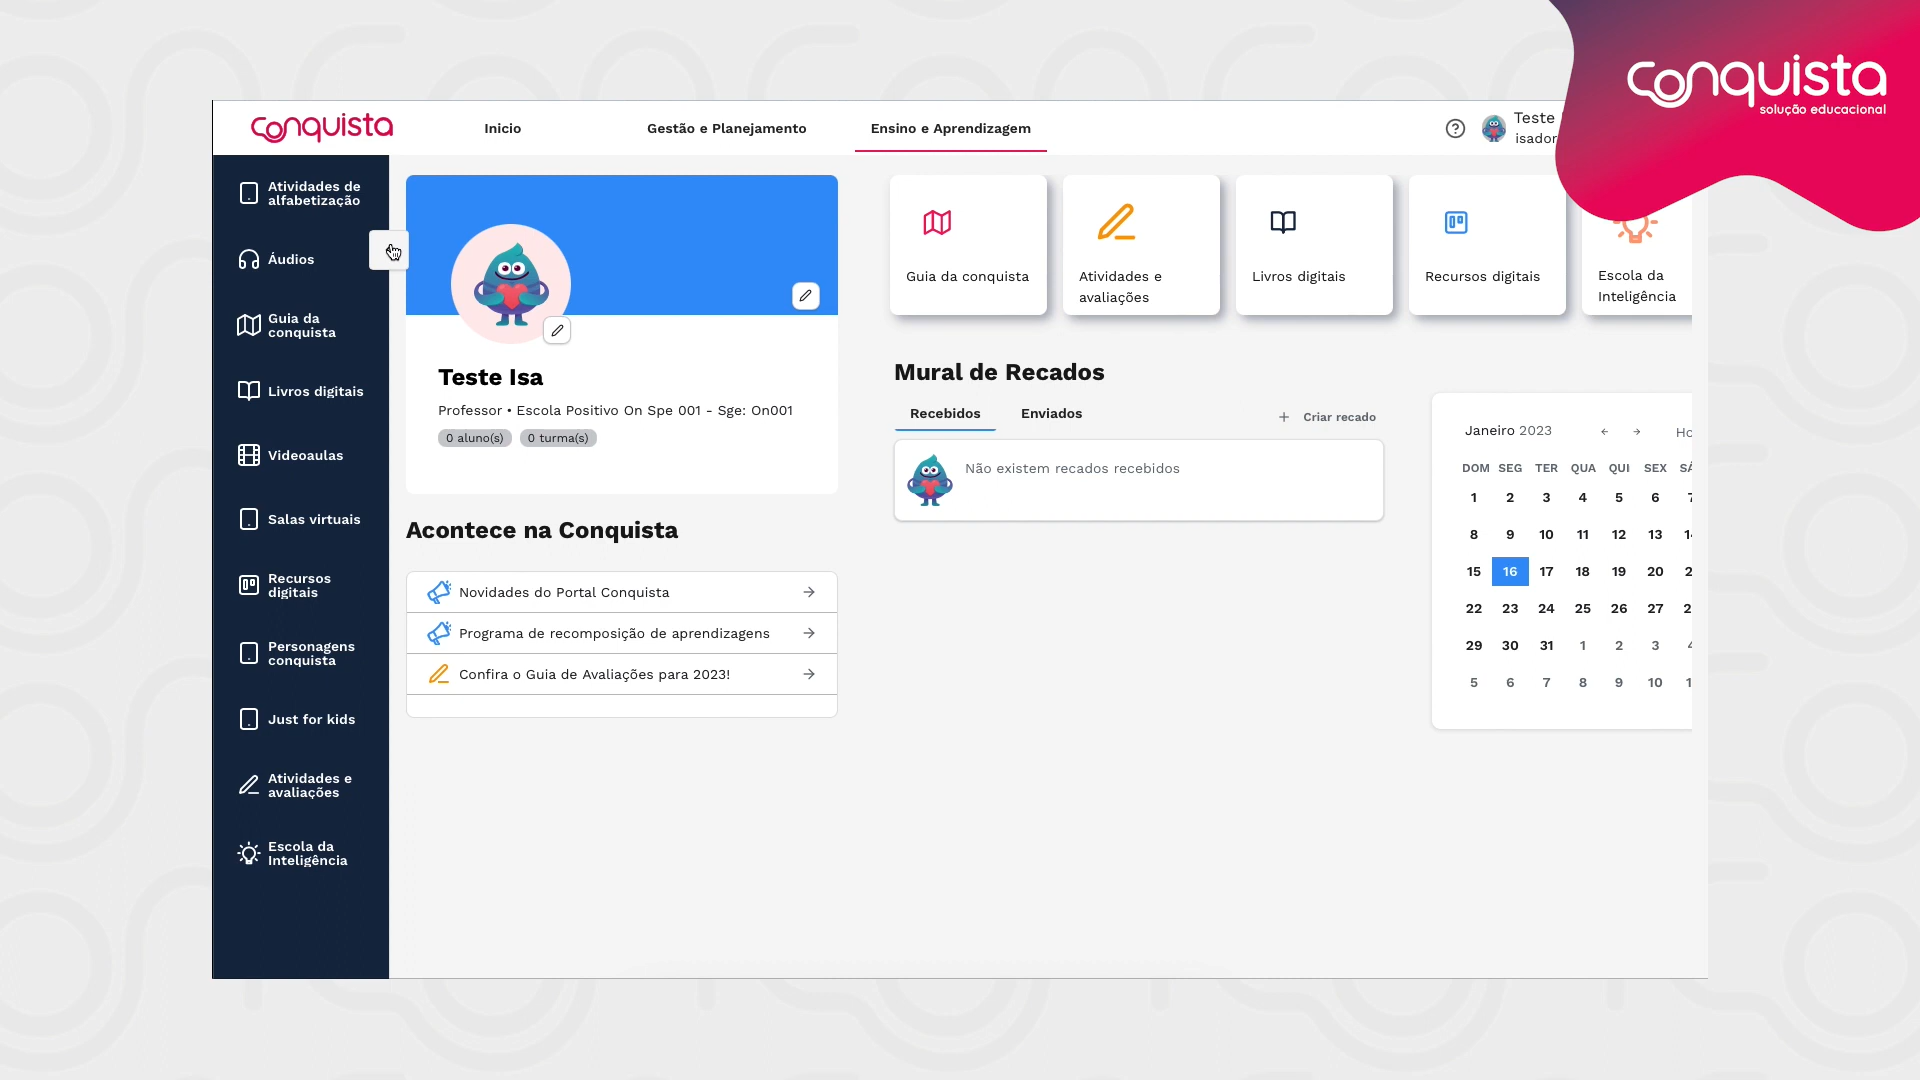 conquista
solução educacional
conquista
Inicio
Gestão e Planejamento
Ensino e Aprendizagem
Teste
isador
Atividades de
alfabetização
Áudios
Guia da
conquista
Livros digitais
Videoaulas
Salas virtuais
Recursos
digitais
Personagens
conquista
Just for kids
Atividades e
avaliações
Escola da
Inteligência
Teste Isa
Professor • Escola Positivo On Spe 001 - Sge: On001
0 aluno(s) 0 turma(s)
Acontece na Conquista
Novidades do Portal Conquista
Programa de recomposição de aprendizagens
Confira o Guia de Avaliações para 2023!
Guia da conquista
Atividades e
avaliações
Livros digitais
Recursos digitais
Escola da
Inteligência
Mural de Recados
Recebidos Enviados + Criar recado
Não existem recados recebidos
Janeiro 2023 ← →
DOM SEG TER QUA QUI SEX
1 2 3 4 5 6
8 9 10 11 12 13
15 16 17 18 19 20
22 23 24 25 26 27
29 30 31 1 2 3
5 6 7 8 9 10